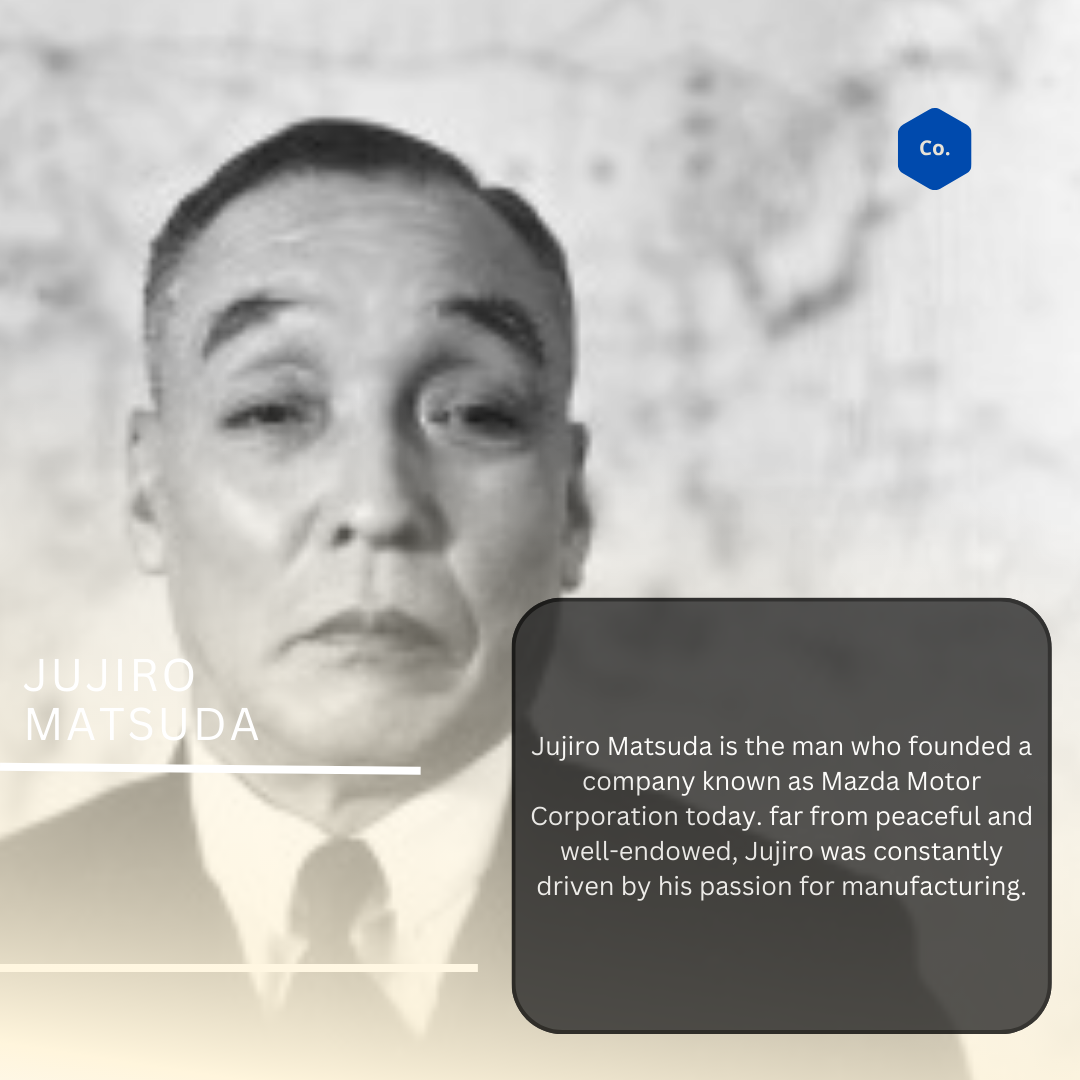 Co.
JUJIRO
MATSUDA
Jujiro Matsuda is the man who founded a
company known as Mazda Motor
Corporation today. far from peaceful and
well-endowed, Jujiro was constantly
driven by his passion for manufacturing.